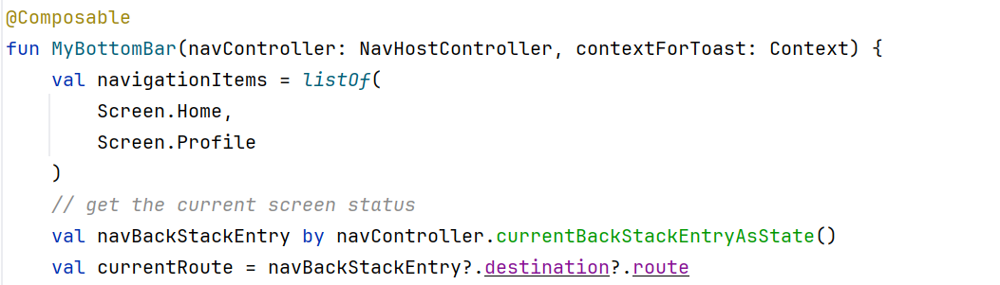 @Composable
fun MyBottomBar(navController: NavHostController, contextForToast: Context) {
    val navigationItems = listOf(
        Screen.Home,
        Screen.Profile
    )
    // get the current screen status
    val navBackStackEntry by navController.currentBackStackEntryAsState()
    val currentRoute = navBackStackEntry?.destination?.route